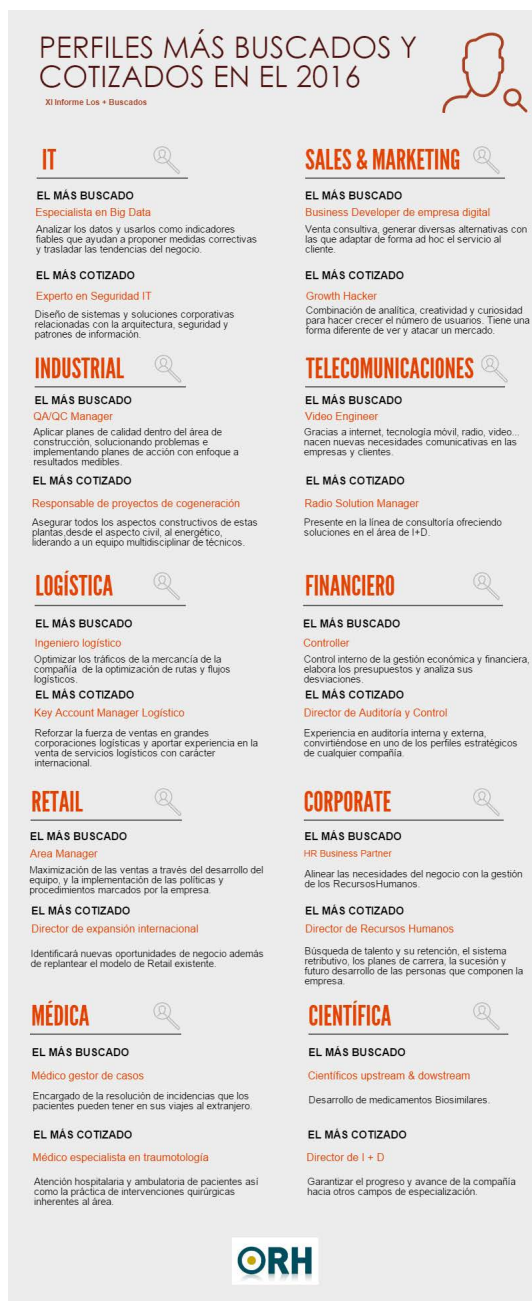 PERFILES MÁS BUSCADOS Y
COTIZADOS EN EL 2016
XI Informe Los + Buscados
IT
EL MÁS BUSCADO
Especialista en Big Data
Analizar los datos y usarlos como indicadores
fiables que ayudan a proponer medidas correctivas
y trasladar las tendencias del negocio.
EL MÁS COTIZADO
Experto en Seguridad IT
Diseño de sistemas y soluciones corporativas
relacionadas con la arquitectura, seguridad y
patrones de información.
SALES & MARKETING
EL MÁS BUSCADO
Business Developer de empresa digital
Venta consultiva, generar diversas alternativas con
las que adaptar de forma ad hoc el servicio al
cliente.
EL MÁS COTIZADO
Growth Hacker
Combinación de analítica, creatividad y curiosidad
para hacer crecer el número de usuarios. Tiene una
forma diferente de ver y atacar un mercado.
INDUSTRIAL
EL MÁS BUSCADO
QA/QC Manager
Aplicar planes de calidad dentro del área de
construcción, solucionando problemas e
implementando planes de acción con enfoque a
resultados medibles.
EL MÁS COTIZADO
Responsable de proyectos de cogeneración
Asegurar todos los aspectos constructivos de estas
plantas,desde el aspecto civil, al energético,
liderando a un equipo multidisciplinar de técnicos.
TELECOMUNICACIONES
EL MÁS BUSCADO
Video Engineer
Gracias a internet, tecnología móvil, radio, video...
nacen nuevas necesidades comunicativas en las
empresas y clientes.
EL MÁS COTIZADO
Radio Solution Manager
Presente en la línea de consultoría ofreciendo
soluciones en el área de I+D.
LOGÍSTICA
EL MÁS BUSCADO
Ingeniero logístico
Optimizar los tráficos de la mercancía de la
compañía de la optimización de rutas y flujos
logísticos.
EL MÁS COTIZADO
Key Account Manager Logístico
Reforzar la fuerza de ventas en grandes
corporaciones logísticas y aportar experiencia en la
venta de servicios logísticos con carácter
internacional.
FINANCIERO
EL MÁS BUSCADO
Controller
Control interno de la gestión económica y financiera,
elabora los presupuestos y analiza sus
desviaciones.
EL MÁS COTIZADO
Director de Auditoría y Control
Experiencia en auditoría interna y externa,
convirtiéndose en uno de los perfiles estratégicos
de cualquier compañía.
RETAIL
EL MÁS BUSCADO
Area Manager
Maximización de las ventas a través del desarrollo del
equipo, y la implementación de las políticas y
procedimientos marcados por la empresa.
EL MÁS COTIZADO
Director de expansión internacional
Identificará nuevas oportunidades de negocio además
de replantear el modelo de Retail existente.
CORPORATE
EL MÁS BUSCADO
HR Business Partner
Alinear las necesidades del negocio con la gestión
de los RecursosHumanos.
EL MÁS COTIZADO
Director de Recursos Humanos
Búsqueda de talento y su retención, el sistema
retributivo, los planes de carrera, la sucesión y
futuro desarrollo de las personas que componen la
empresa.
MÉDICA
EL MÁS BUSCADO
Médico gestor de casos
Encargado de la resolución de incidencias que los
pacientes pueden tener en sus viajes al extranjero.
EL MÁS COTIZADO
Médico especialista en traumotología
Atención hospitalaria y ambulatoria de pacientes así
como la práctica de intervenciones quirúrgicas
inherentes al área.
CIENTÍFICA
EL MÁS BUSCADO
Científicos upstream & dowstream
Desarrollo de medicamentos Biosimilares.
EL MÁS COTIZADO
Director de I + D
Garantizar el progreso y avance de la compañía
hacia otros campos de especialización.
ORH